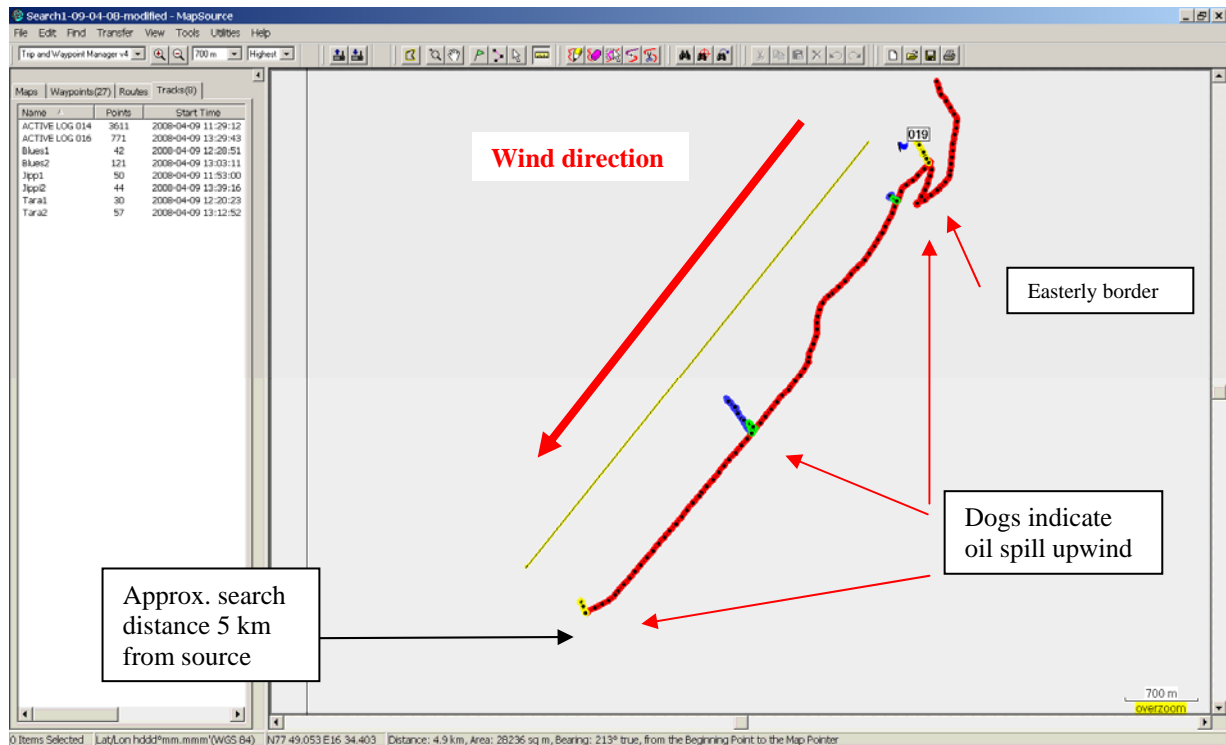 Search1-09-04-08-modified - MapSource
File Edit Find Transfer View Tools Utilities Help
Trip and Waypoint Manager v4 700 m Highest
Maps Waypoints(27) Routes Tracks(8)
Name Points Start Time
ACTIVE LOG 014 3611 2008-04-09 11:29:12
ACTIVE LOG 016 771 2008-04-09 13:29:43
Blues1 42 2008-04-09 12:28:51
Blues2 121 2008-04-09 13:03:11
Jipp1 50 2008-04-09 11:53:00
Jippi2 44 2008-04-09 13:39:16
Tara1 30 2008-04-09 12:20:23
Tara2 57 2008-04-09 13:12:52
Wind direction
019
Easterly border
Dogs indicate
oil spill upwind
Approx. search
distance 5 km
from source
700 m
overzoom
0 Items Selected Lat/Lon hddd°mm.mmm'(WGS 84) N77 49.053 E16 34.403 Distance: 4.9 km, Area: 28236 sq m, Bearing: 213° true, from the Beginning Point to the Map Pointer